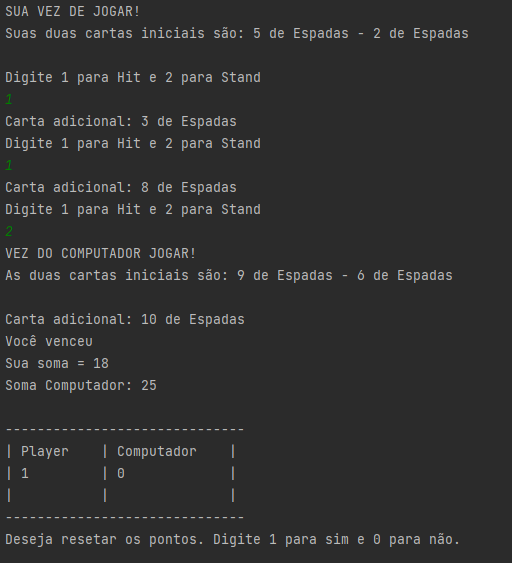 SUA VEZ DE JOGAR!
Suas duas cartas iniciais são: 5 de Espadas - 2 de Espadas
Digite 1 para Hit e 2 para Stand
1
Carta adicional: 3 de Espadas
Digite 1 para Hit e 2 para Stand
1
Carta adicional: 8 de Espadas
Digite 1 para Hit e 2 para Stand
2
VEZ DO COMPUTADOR JOGAR!
As duas cartas iniciais são: 9 de Espadas - 6 de Espadas
Carta adicional: 10 de Espadas
Você venceu
Sua soma = 18
Soma Computador: 25
------------------------------
| Player    | Computador    |
| 1         | 0             |
|           |               |
------------------------------
Deseja resetar os pontos. Digite 1 para sim e 0 para não.